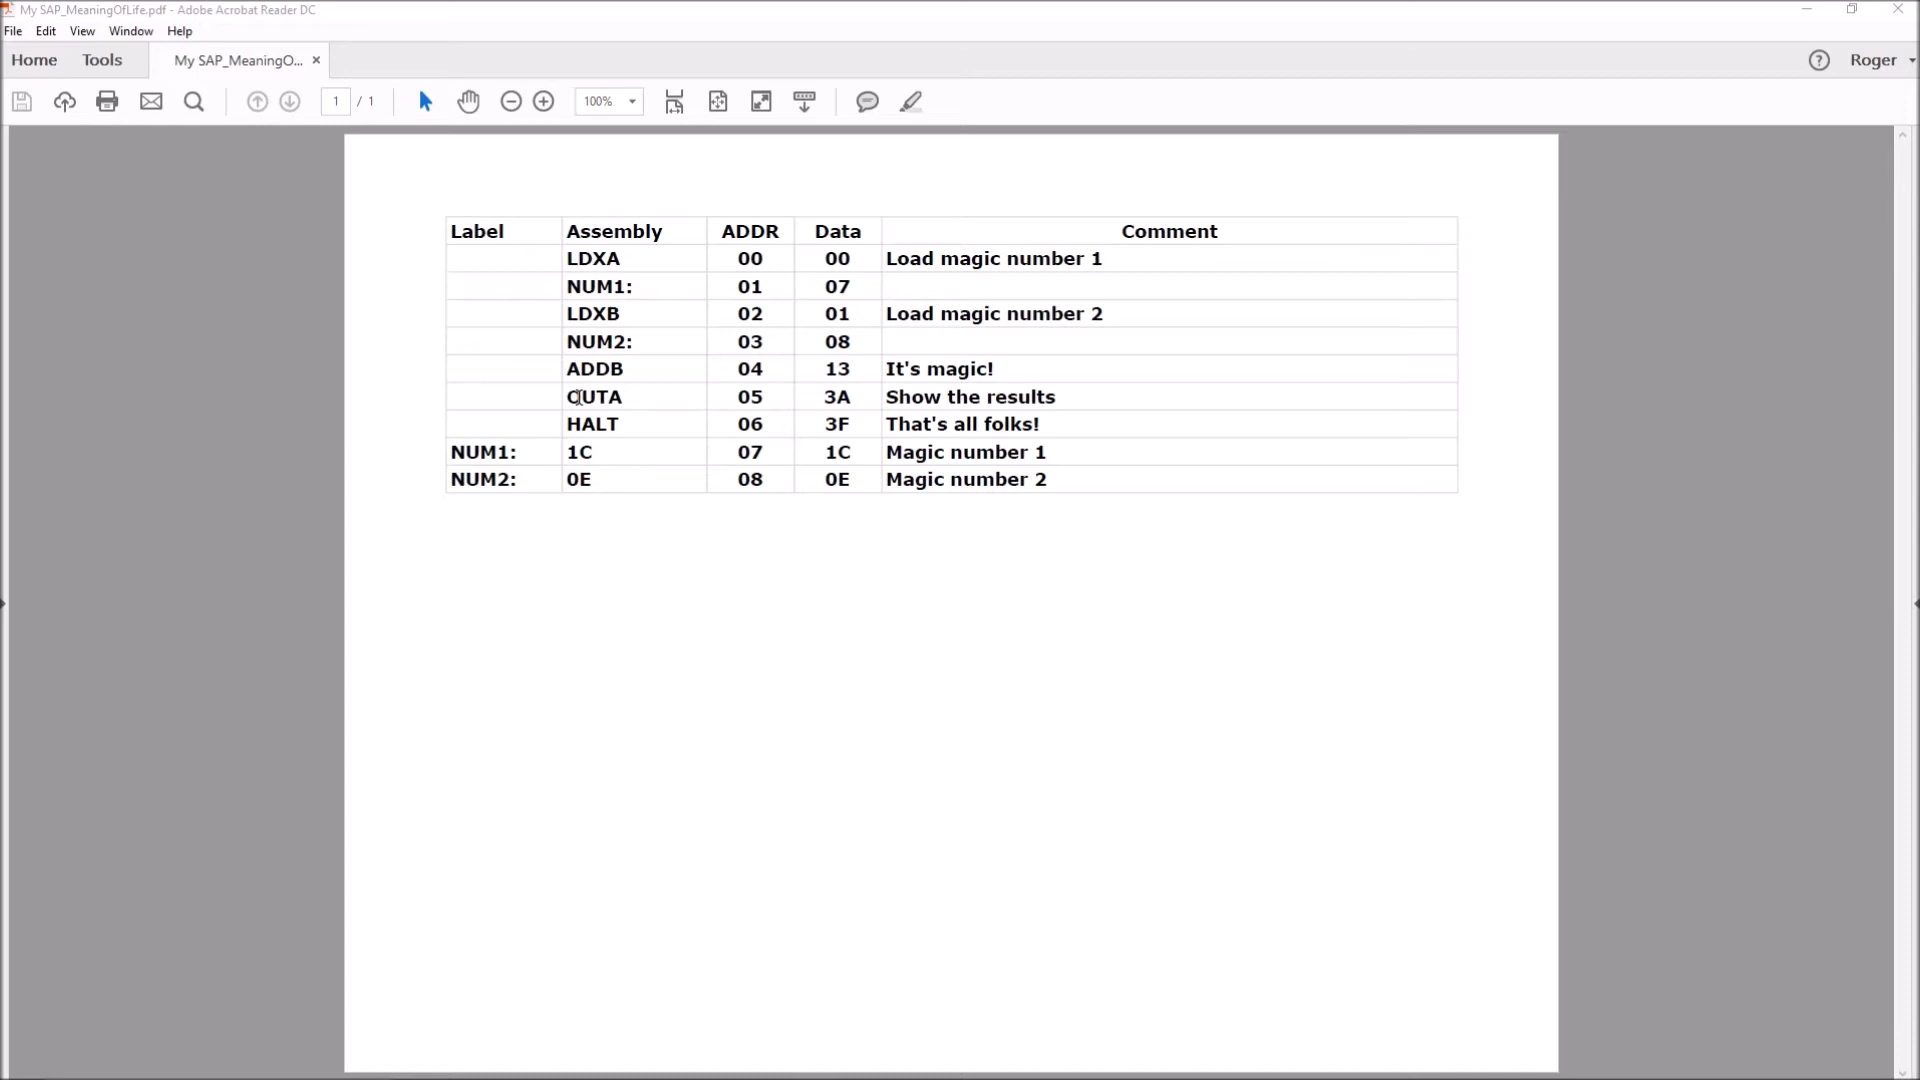 My SAP_MeaningOfLife.pdf - Adobe Acrobat Reader DC
File Edit View Window Help
Home Tools My SAP_MeaningO... × ? Roger
1 / 1 100%
Label Assembly ADDR Data Comment
LDXA 00 00 Load magic number 1
NUM1: 01 07
LDXB 02 01 Load magic number 2
NUM2: 03 08
ADDB 04 13 It's magic!
OUTA 05 3A Show the results
HALT 06 3F That's all folks!
NUM1: 1C 07 1C Magic number 1
NUM2: 0E 08 0E Magic number 2